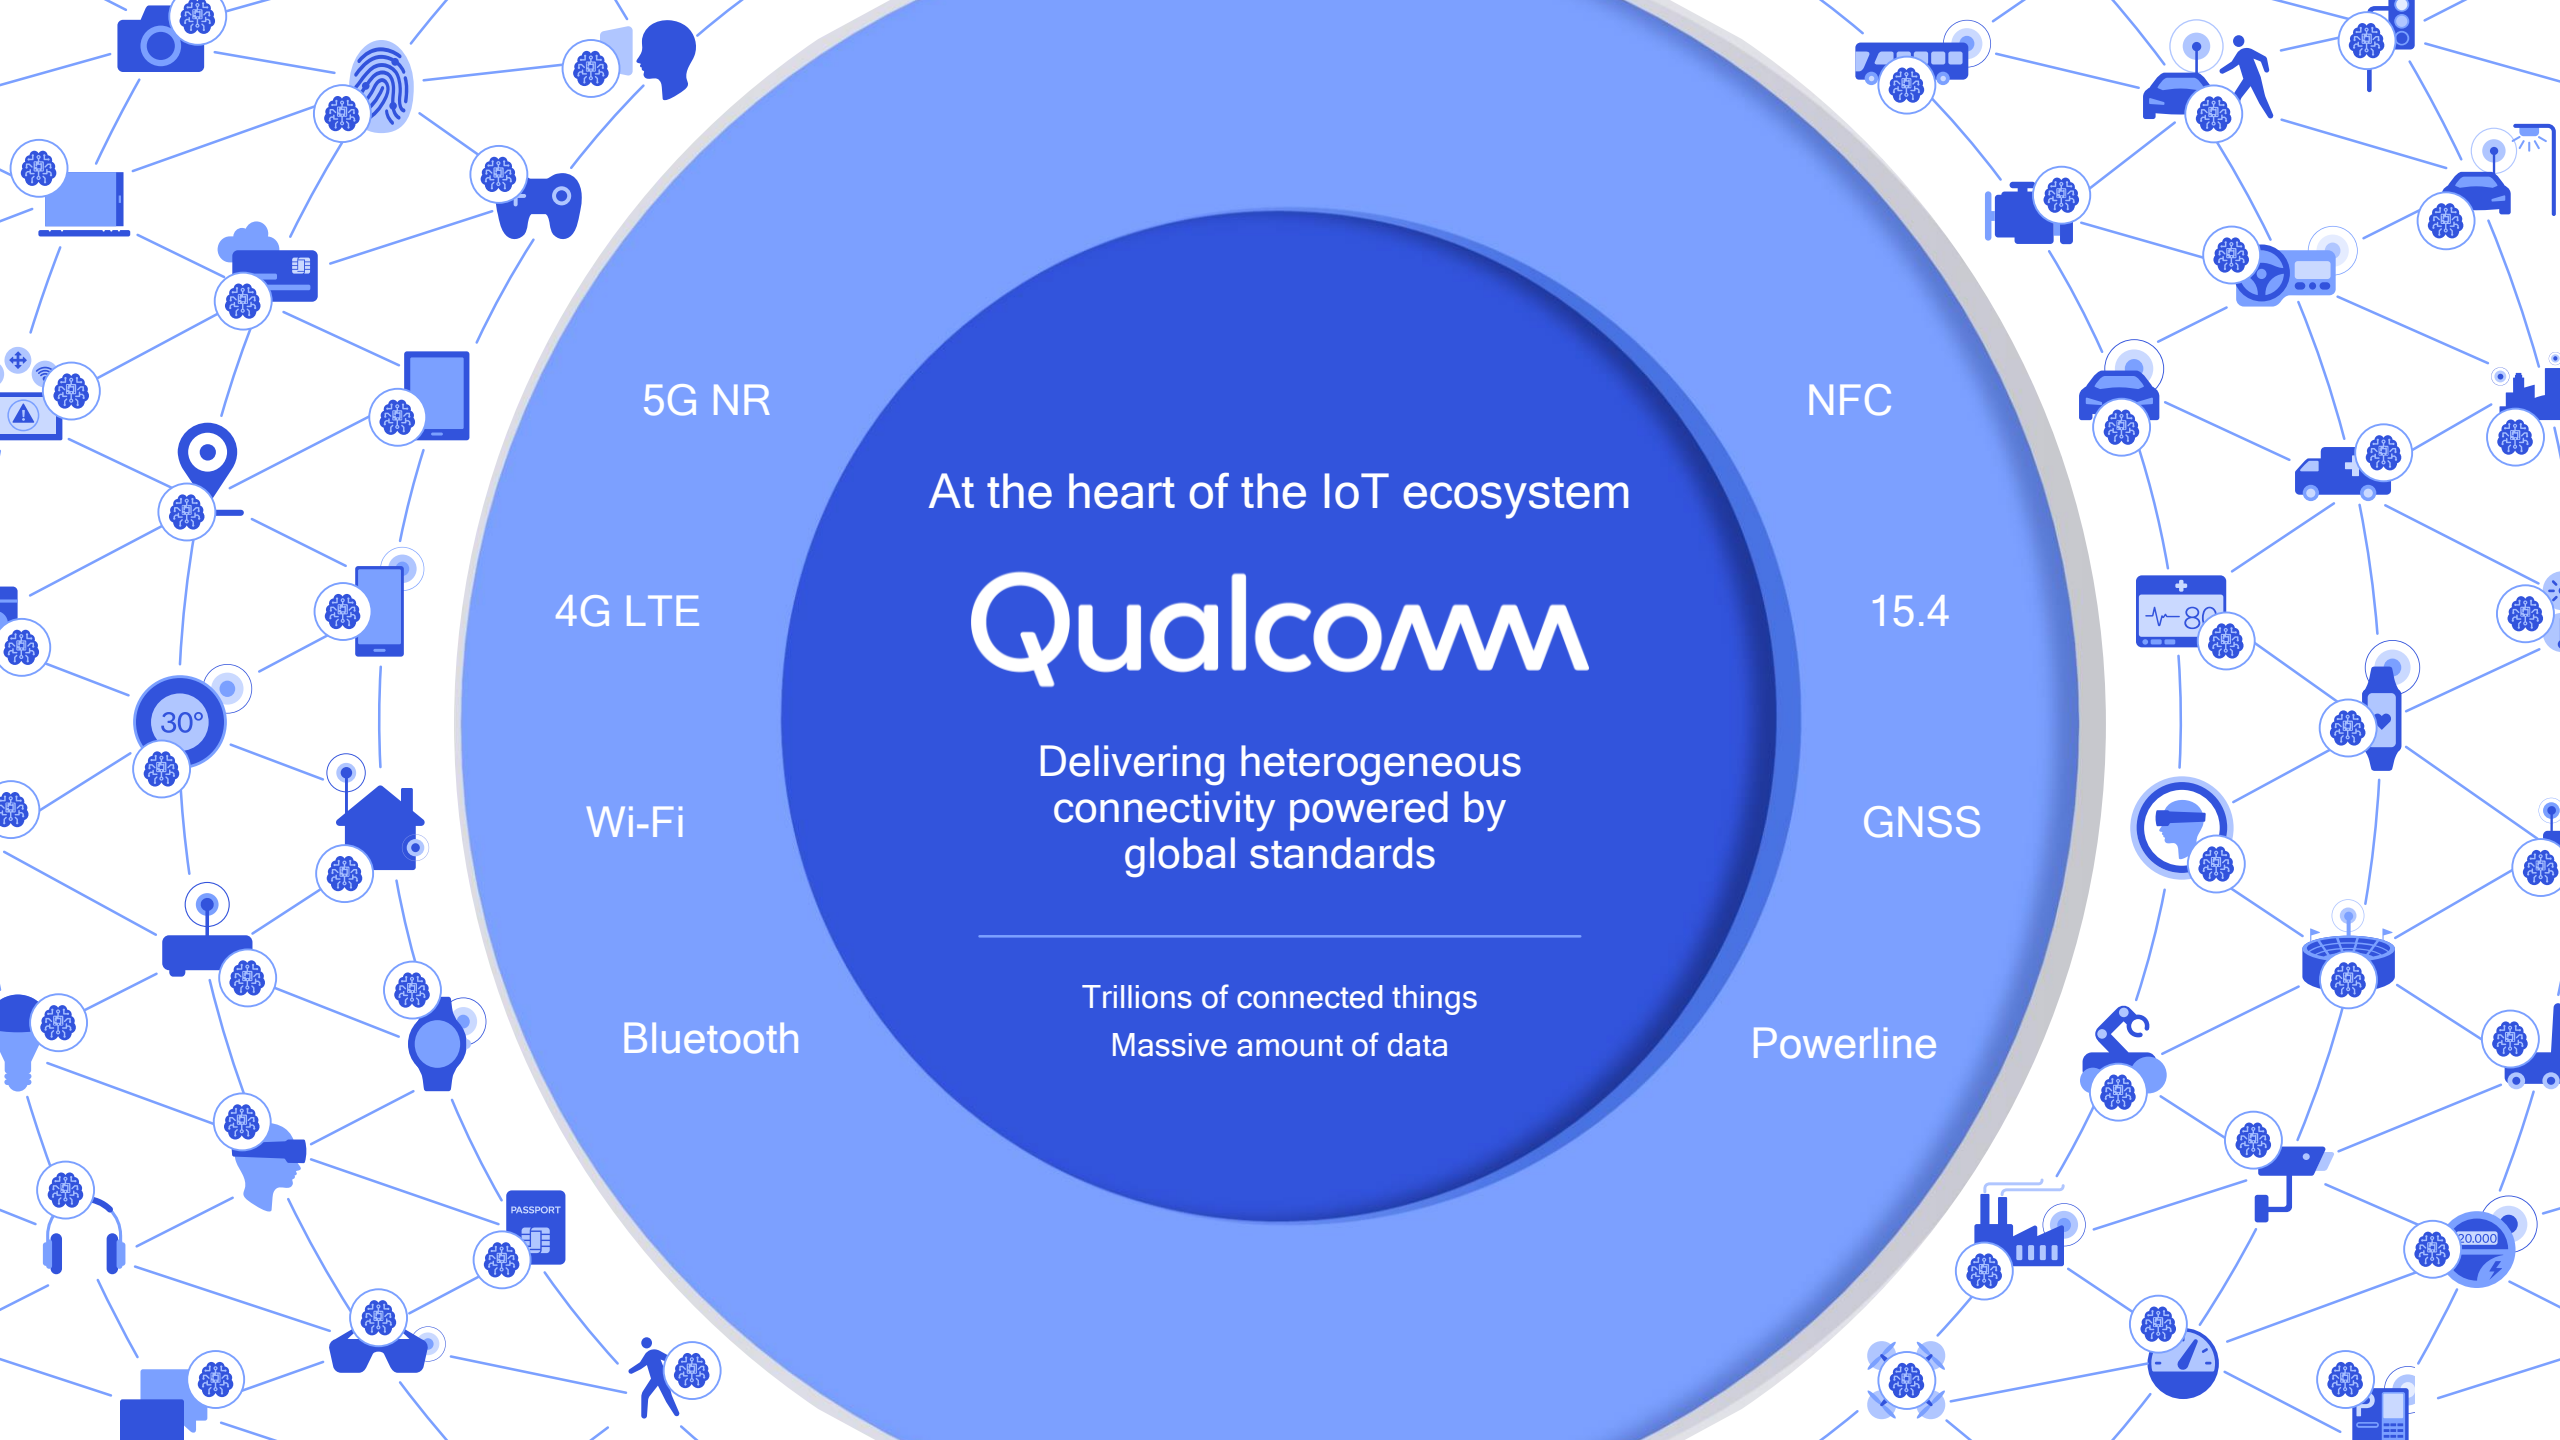 At the heart of the IoT ecosystem
Qualcomm
Delivering heterogeneous
connectivity powered by
global standards
Trillions of connected things
Massive amount of data
5G NR
4G LTE
Wi-Fi
Bluetooth
NFC
15.4
GNSS
Powerline
30°
PASSPORT
80
20.000
P